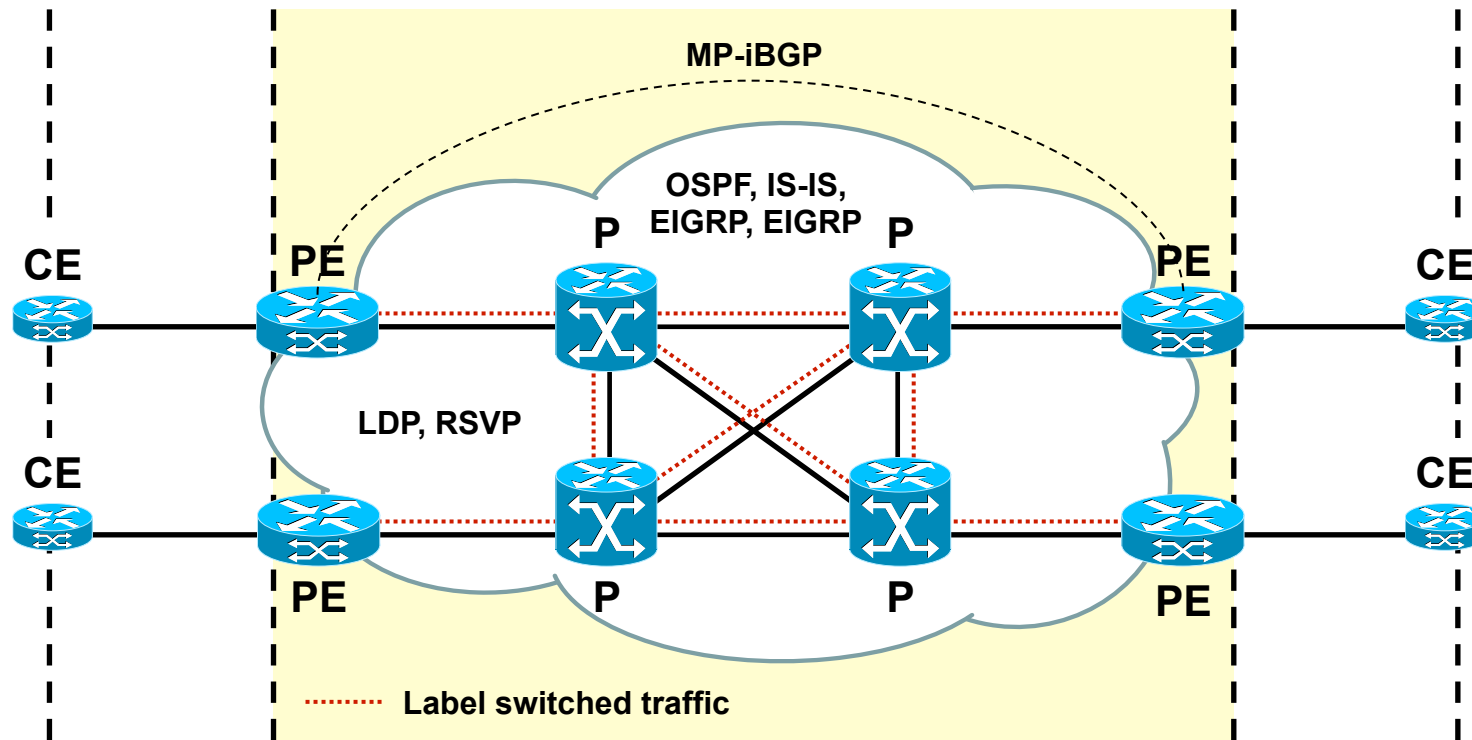 MP-iBGP
OSPF, IS-IS,
EIGRP, EIGRP
P
P
CE
PE
PE
CE
LDP, RSVP
CE
CE
PE
P
P
PE
Label switched traffic